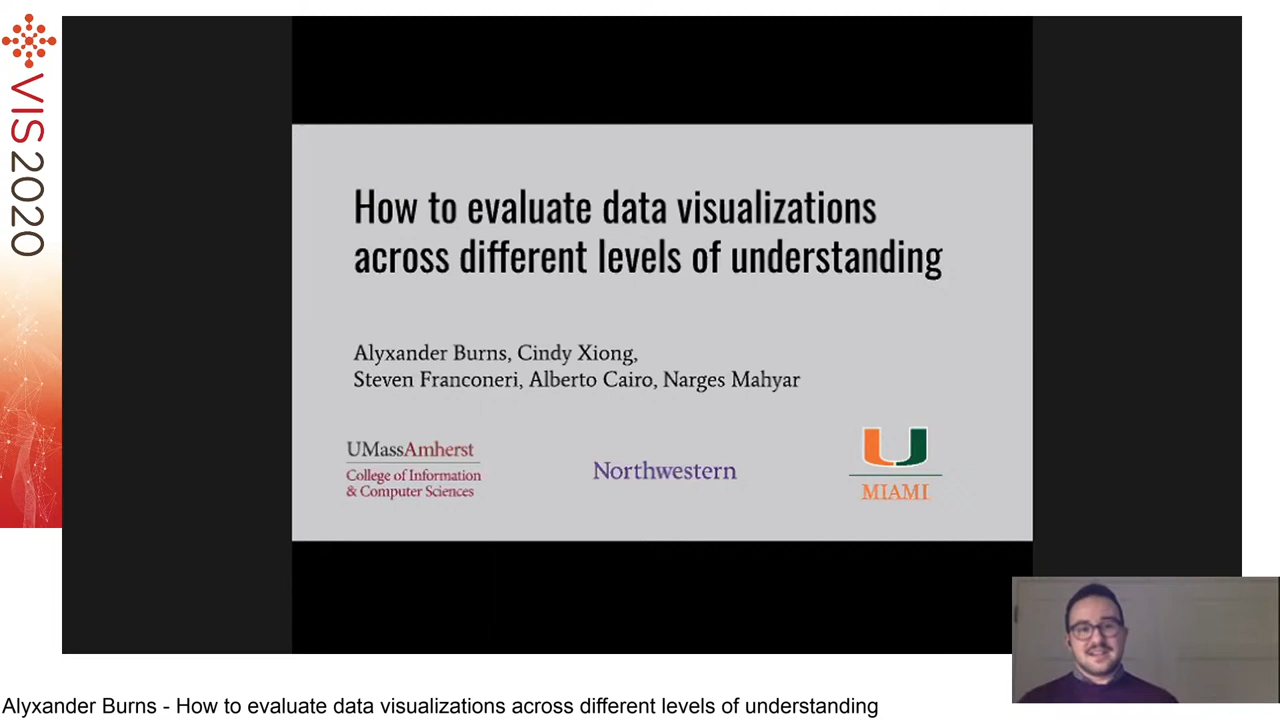 VIS2020
How to evaluate data visualizations
across different levels of understanding
Alyxander Burns, Cindy Xiong,
Steven Franconeri, Alberto Cairo, Narges Mahyar
UMassAmherst
College of Information
& Computer Sciences
Northwestern
U
MIAMI
Alyxander Burns - How to evaluate data visualizations across different levels of understanding